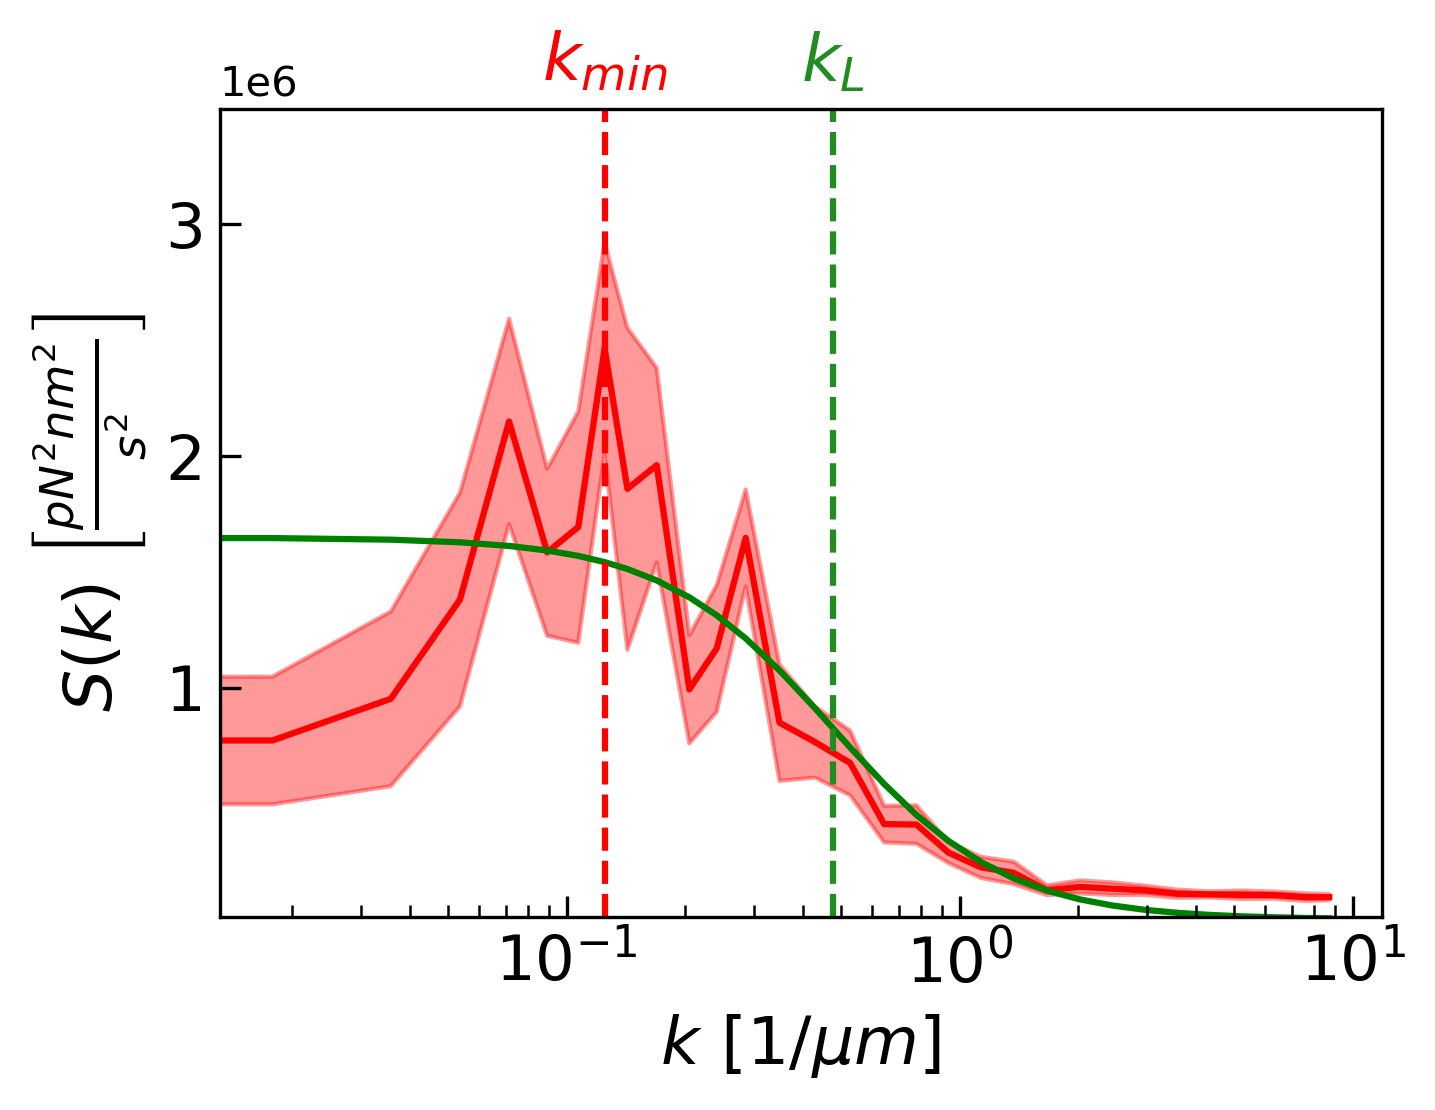 k_min k_L
1e6
3
2
1
S(k) [pN²nm²/s²]
10⁻¹ 10⁰ 10¹
k [1/μm]